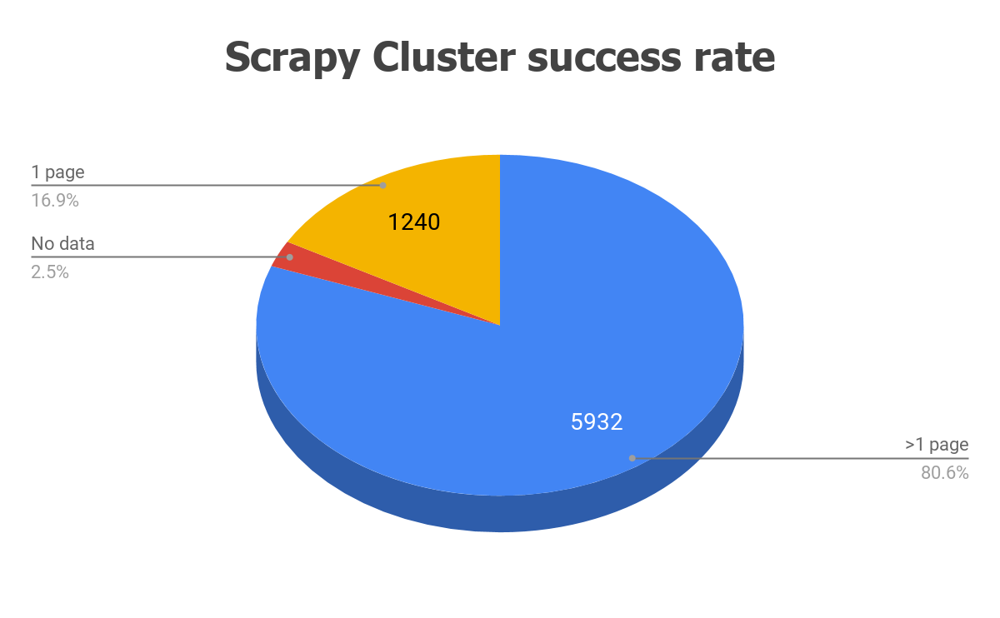 Scrapy Cluster success rate
1 page
16.9%
1240
No data
2.5%
5932
>1 page
80.6%